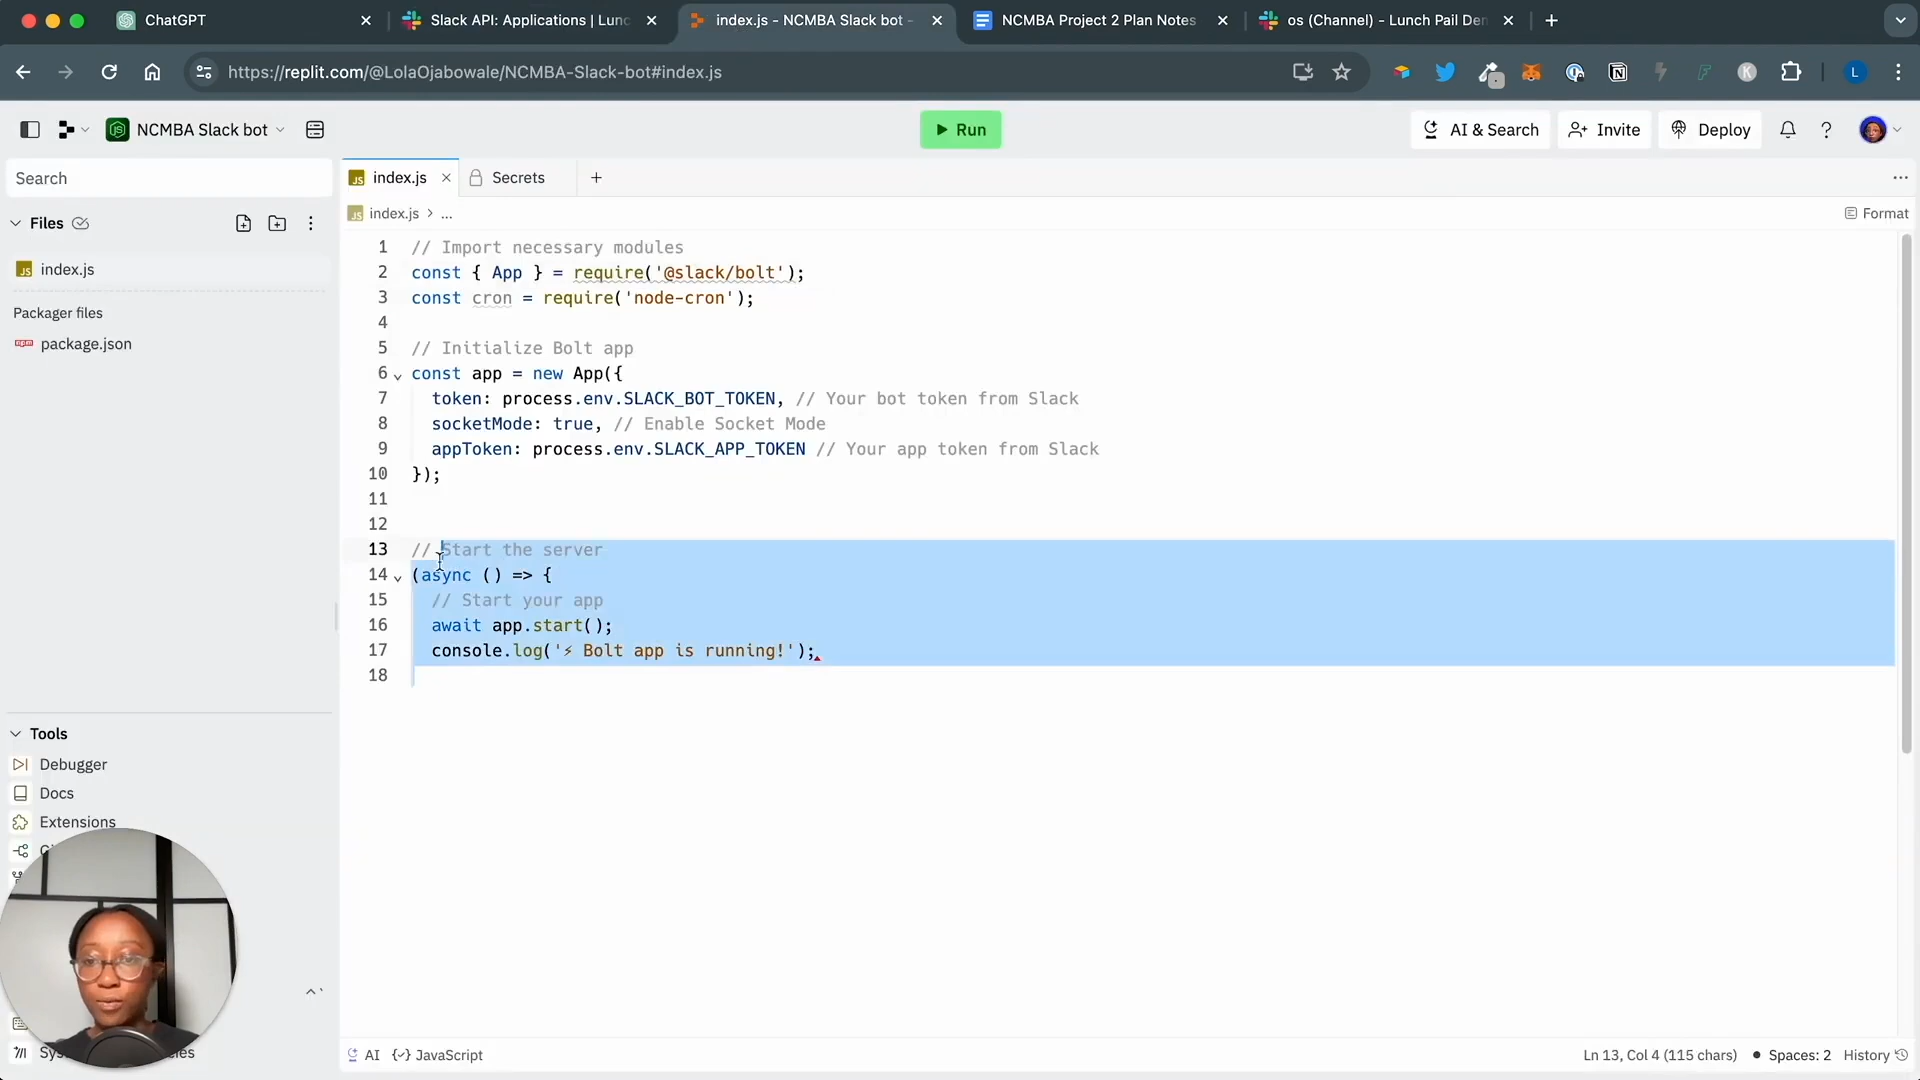 ChatGPT
Slack API: Applications | Lunc
index.js - NCMBA Slack bot -
NCMBA Project 2 Plan Notes
os (Channel) - Lunch Pail Den
https://replit.com/@LolaOjabowale/NCMBA-Slack-bot#index.js
L
NCMBA Slack bot
Run
AI & Search
Invite
Deploy
Search
index.js
Secrets
Files
index.js > ...
Format
index.js
Packager files
package.json
1 // Import necessary modules
2 const { App } = require('@slack/bolt');
3 const cron = require('node-cron');
4
5 // Initialize Bolt app
6 const app = new App({
7 token: process.env.SLACK_BOT_TOKEN, // Your bot token from Slack
8 socketMode: true, // Enable Socket Mode
9 appToken: process.env.SLACK_APP_TOKEN // Your app token from Slack
10 });
11
12
13 // Start the server
14 (async () => {
15 // Start your app
16 await app.start();
17 console.log('⚡ Bolt app is running!');
18
Tools
Debugger
Docs
Extensions
AI
JavaScript
Ln 13, Col 4 (115 chars)
Spaces: 2
History